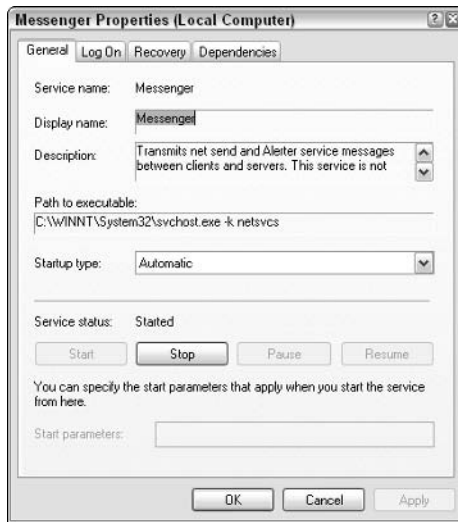 Messenger Properties (Local Computer)
General Log On Recovery Dependencies
Service name: Messenger
Display name: Messenger
Description: Transmits net send and Alerter service messages
between clients and servers. This service is not
Path to executable:
C:\WINNT\System32\svchost.exe -k netsvcs
Startup type: Automatic
Service status: Started
Start Stop Pause Resume
You can specify the start parameters that apply when you start the service
from here.
Start parameters:
OK Cancel Apply